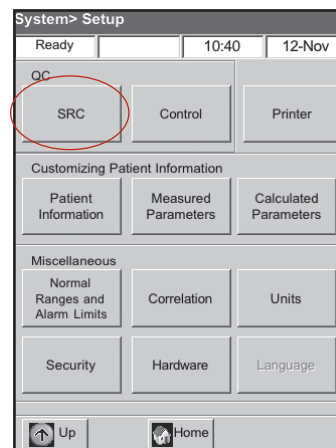 System> Setup
Ready 10:40 12-Nov
QC
SRC Control Printer
Customizing Patient Information
Patient Information Measured Parameters Calculated Parameters
Miscellaneous
Normal Ranges and Alarm Limits Correlation Units
Security Hardware Language
Up Home